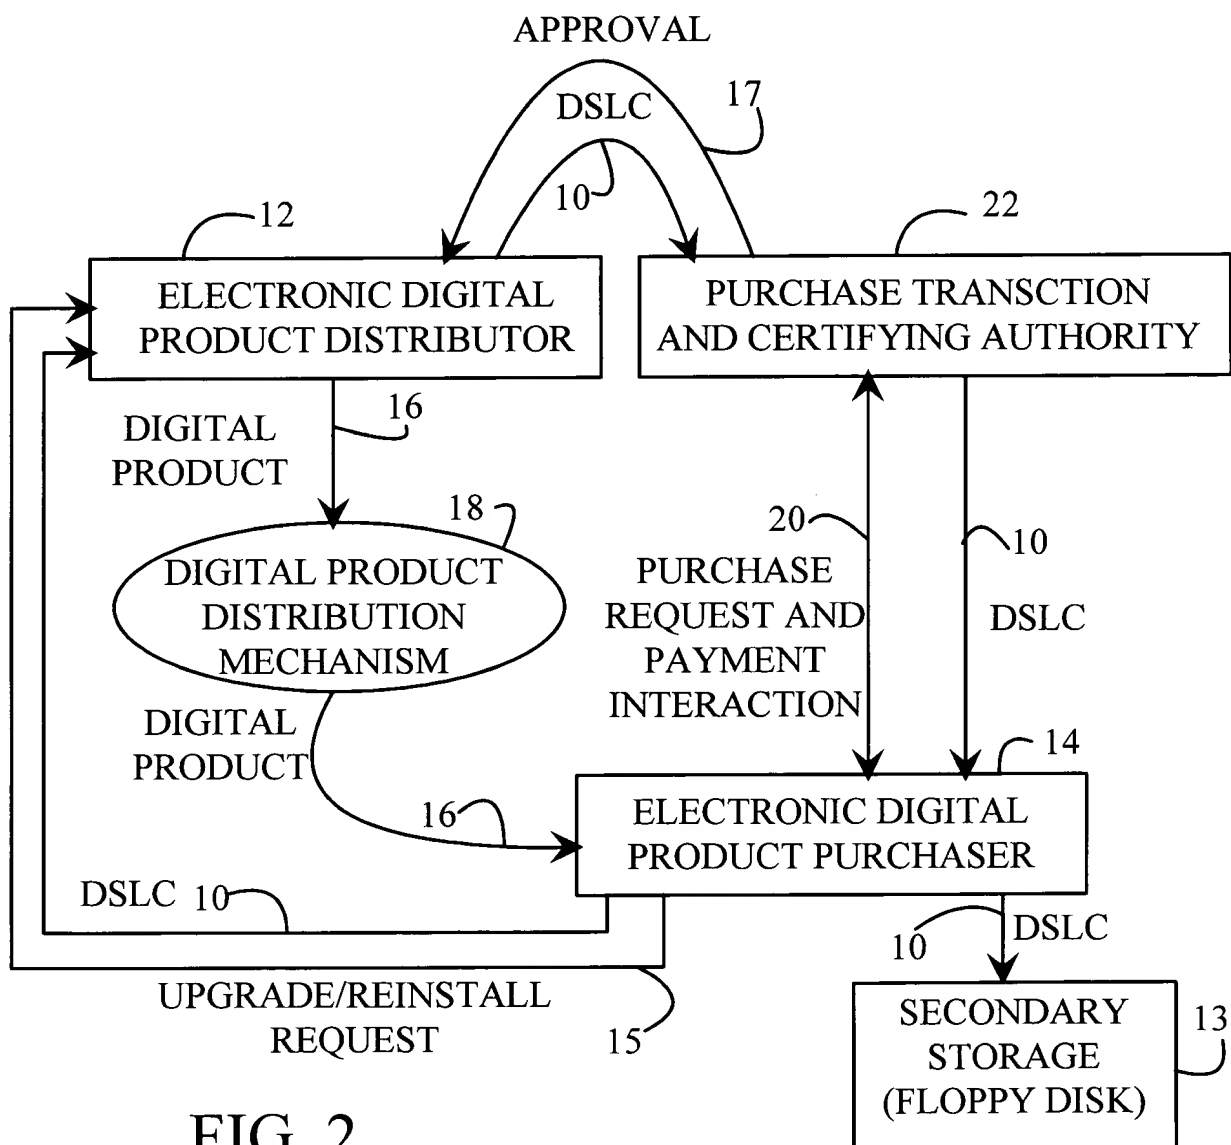 APPROVAL
DSLC
17
10
12
22
ELECTRONIC DIGITAL
PRODUCT DISTRIBUTOR
PURCHASE TRANSCTION
AND CERTIFYING AUTHORITY
16
DIGITAL
PRODUCT
18
DIGITAL PRODUCT
DISTRIBUTION
MECHANISM
20
PURCHASE
REQUEST AND
PAYMENT
INTERACTION
10
DSLC
DIGITAL
PRODUCT
14
16
ELECTRONIC DIGITAL
PRODUCT PURCHASER
DSLC 10
10 DSLC
UPGRADE/REINSTALL
REQUEST
15
SECONDARY
STORAGE
(FLOPPY DISK)
13
FIG. 2